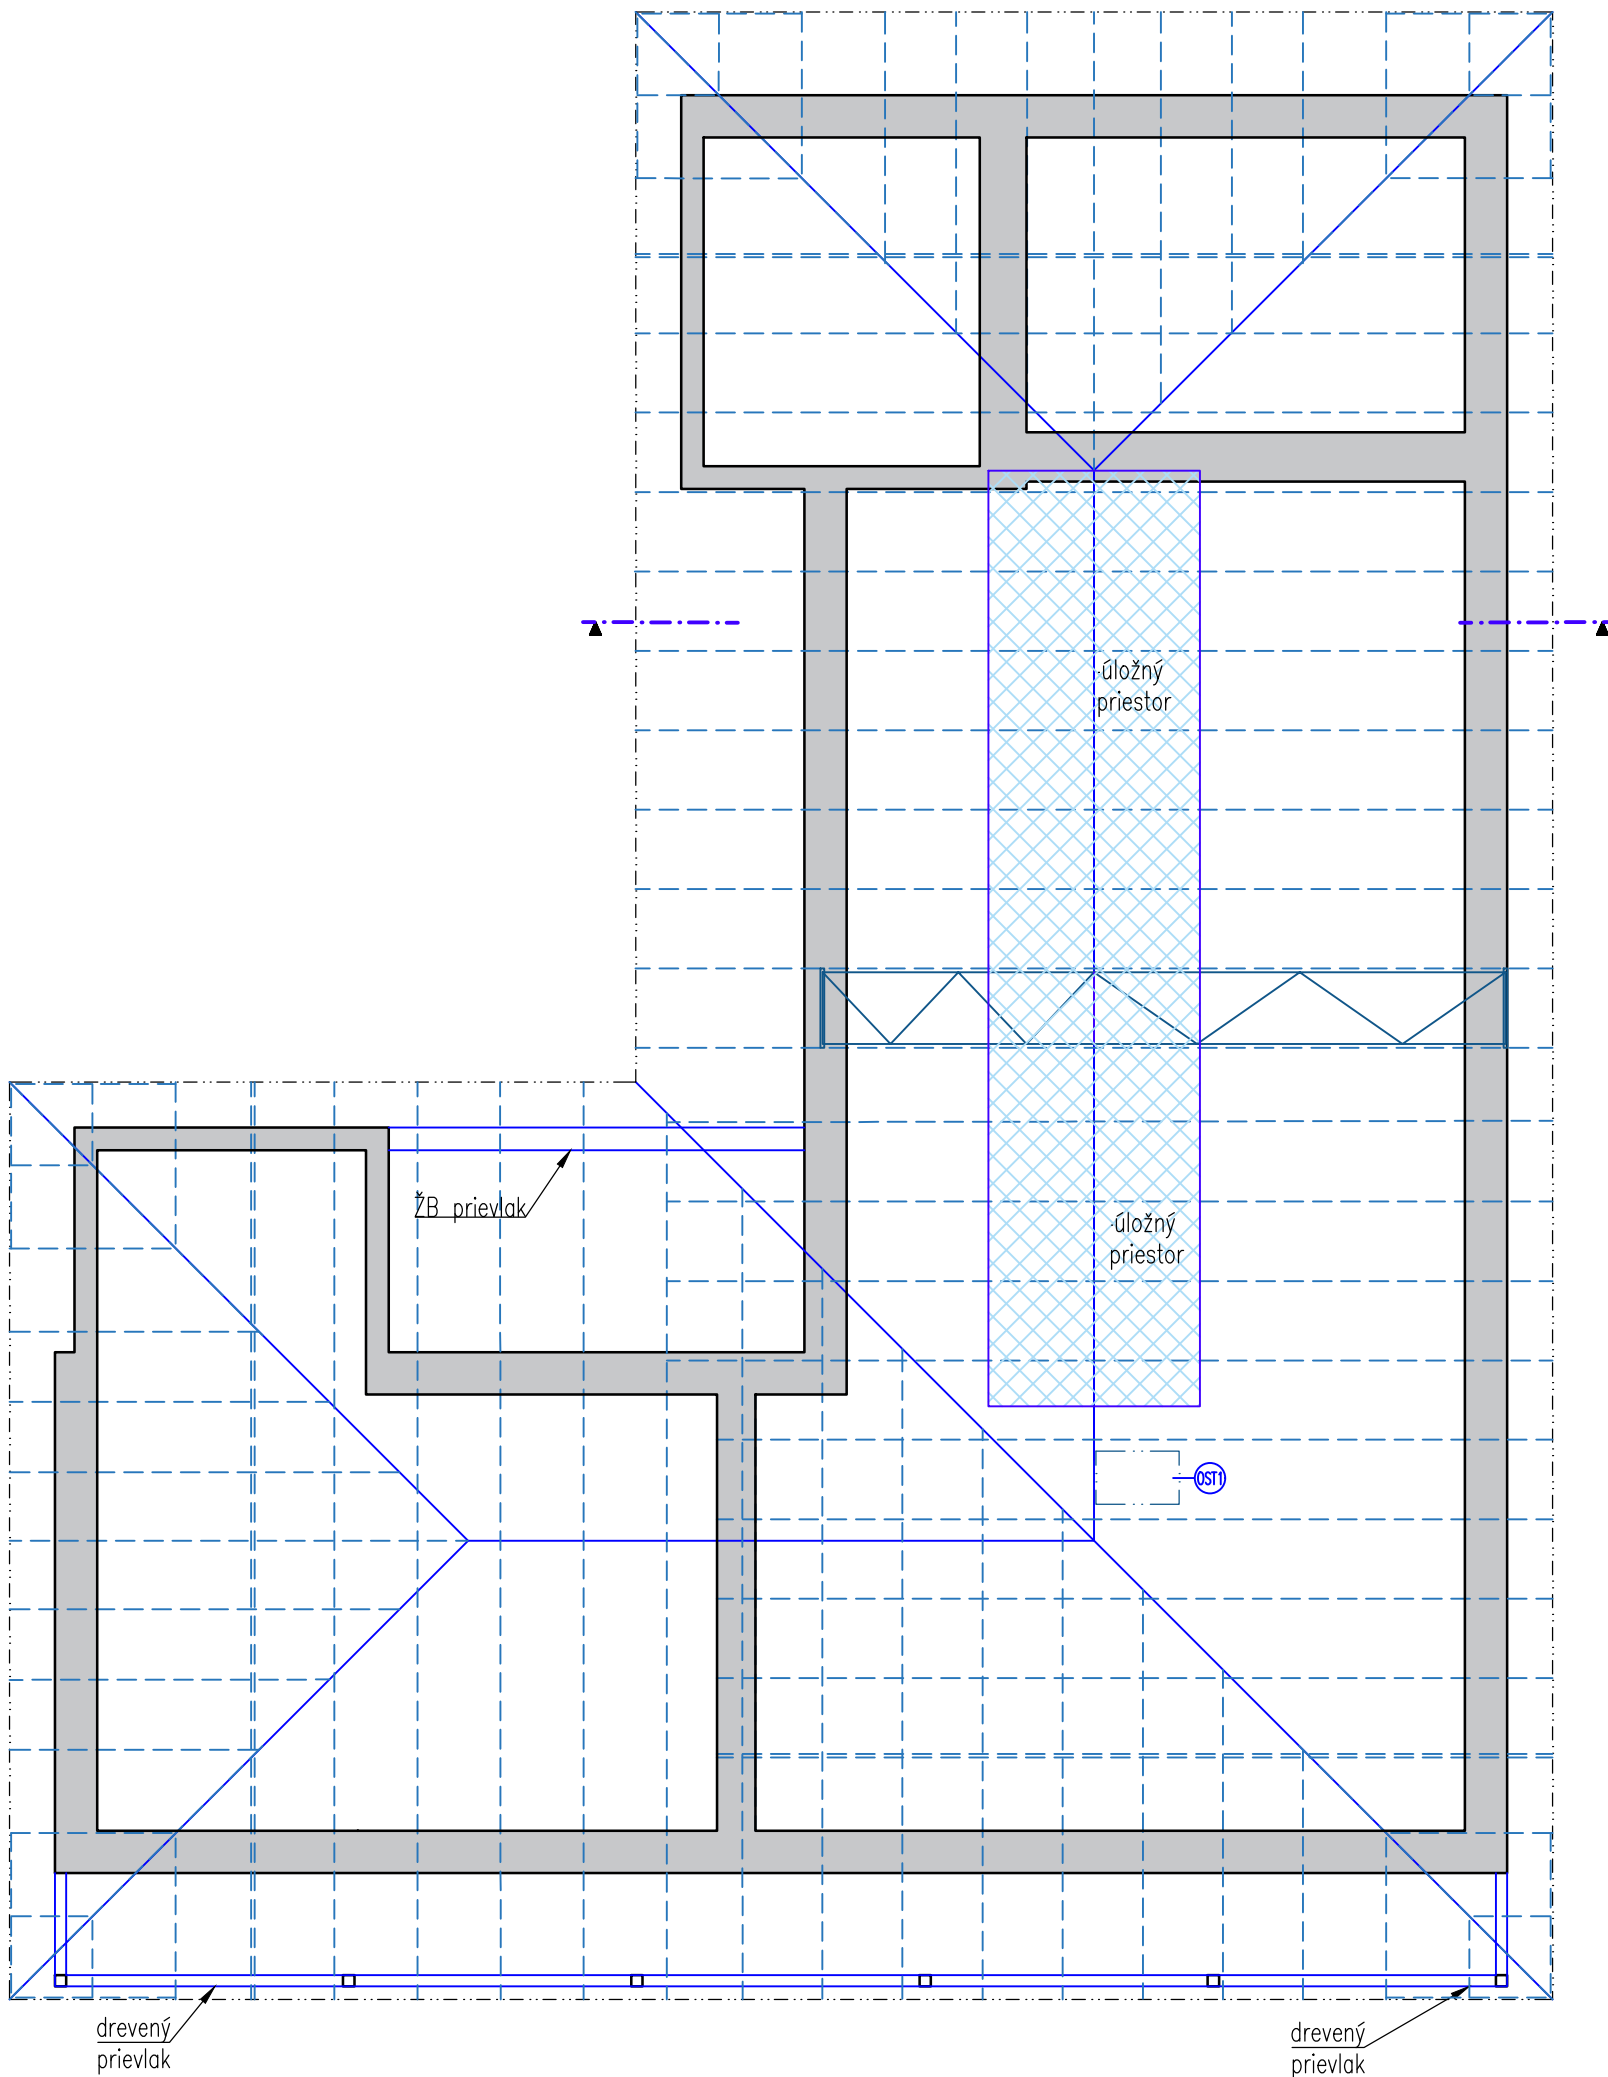 úložný
priestor
ŽB prievlak
úložný
priestor
OST1
drevený
prievlak
drevený
prievlak